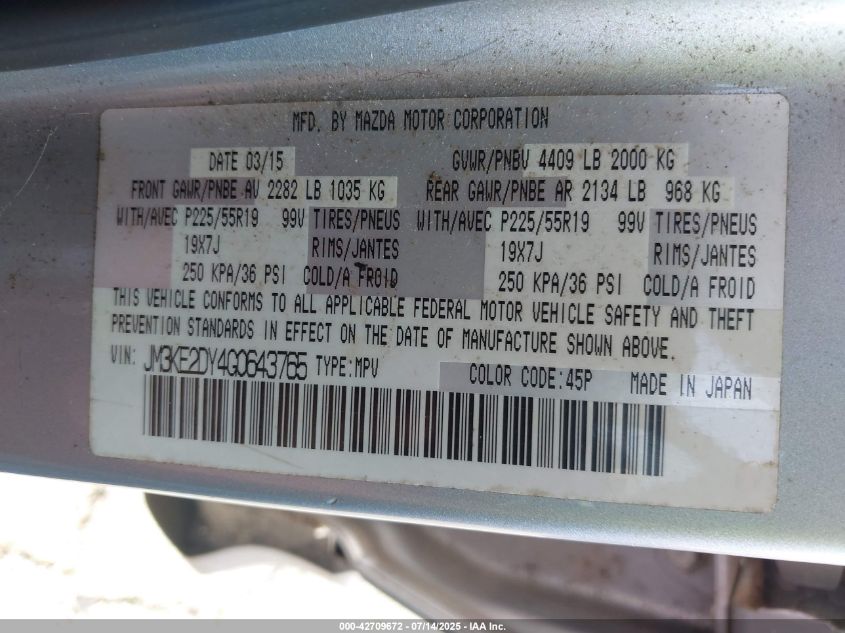 MFD. BY MAZDA MOTOR CORPORATION
DATE 03/15 GVWR/PNBV 4409 LB 2000 KG
FRONT GAWR/PNBE AV 2282 LB 1035 KG REAR GAWR/PNBE AR 2134 LB 968 KG
WITH/AVEC P225/55R19 99V TIRES/PNEUS WITH/AVEC P225/55R19 99V TIRES/PNEUS
19X7J RIMS/JANTES 19X7J RIMS/JANTES
250 KPA/36 PSI COLD/A FROID 250 KPA/36 PSI COLD/A FROID
THIS VEHICLE CONFORMS TO ALL APPLICABLE FEDERAL MOTOR VEHICLE SAFETY AND THEFT
PREVENTION STANDARDS IN EFFECT ON THE DATE OF MANUFACTURE SHOWN ABOVE.
VIN: JM3KE2DY4G0643765 TYPE:MPV COLOR CODE:45P MADE IN JAPAN
000-42709672 - 07/14/2025 - IAA Inc.